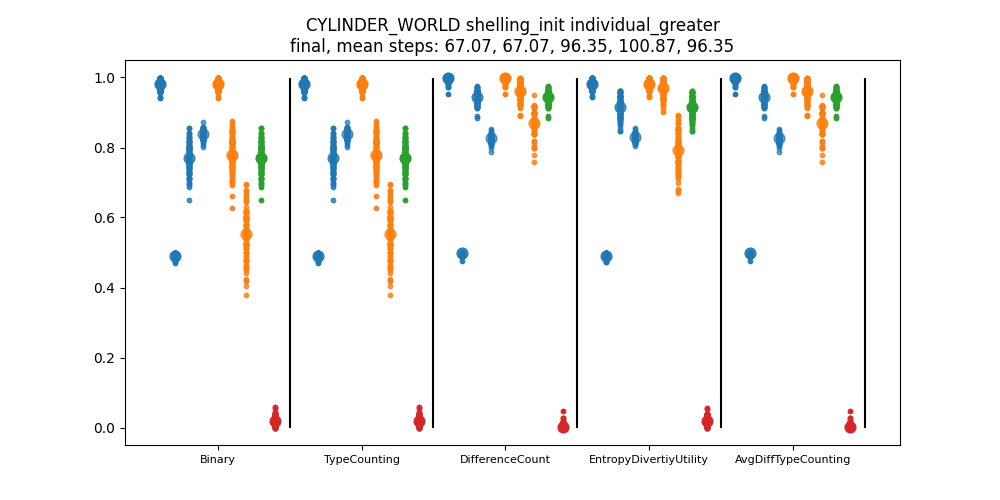 CYLINDER_WORLD shelling_init individual_greater
final, mean steps: 67.07, 67.07, 96.35, 100.87, 96.35
1.0
0.8
0.6
0.4
0.2
0.0
Binary TypeCounting DifferenceCount EntropyDivertiyUtility AvgDiffTypeCounting